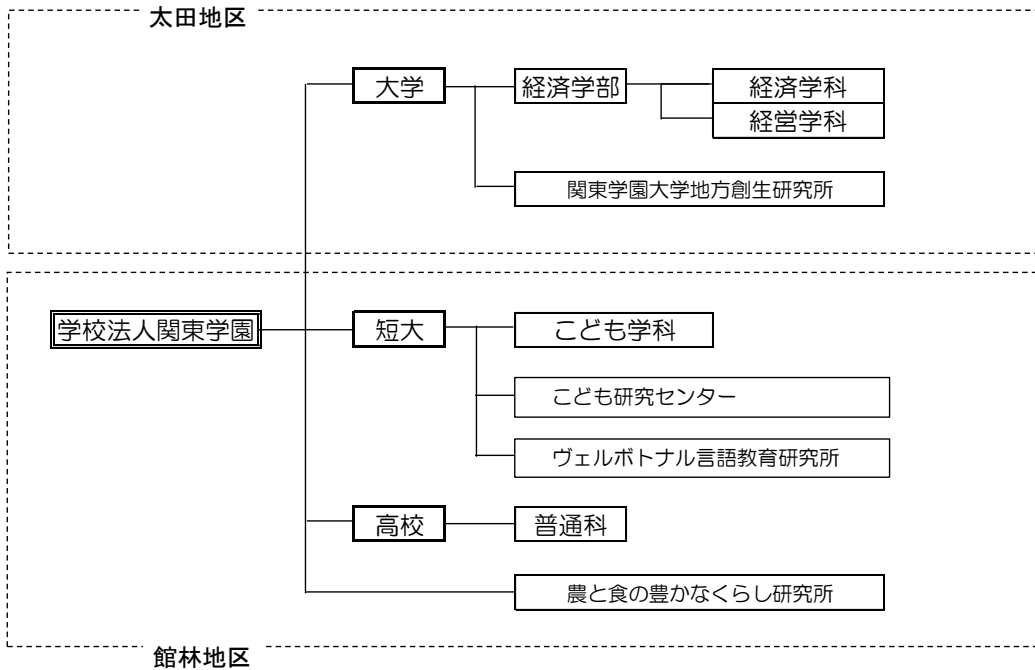 太田地区
大学
経済学部
経済学科
経営学科
関東学園大学地方創生研究所
学校法人関東学園
短大
こども学科
こども研究センター
ヴェルボトナル言語教育研究所
高校
普通科
農と食の豊かなくらし研究所
館林地区